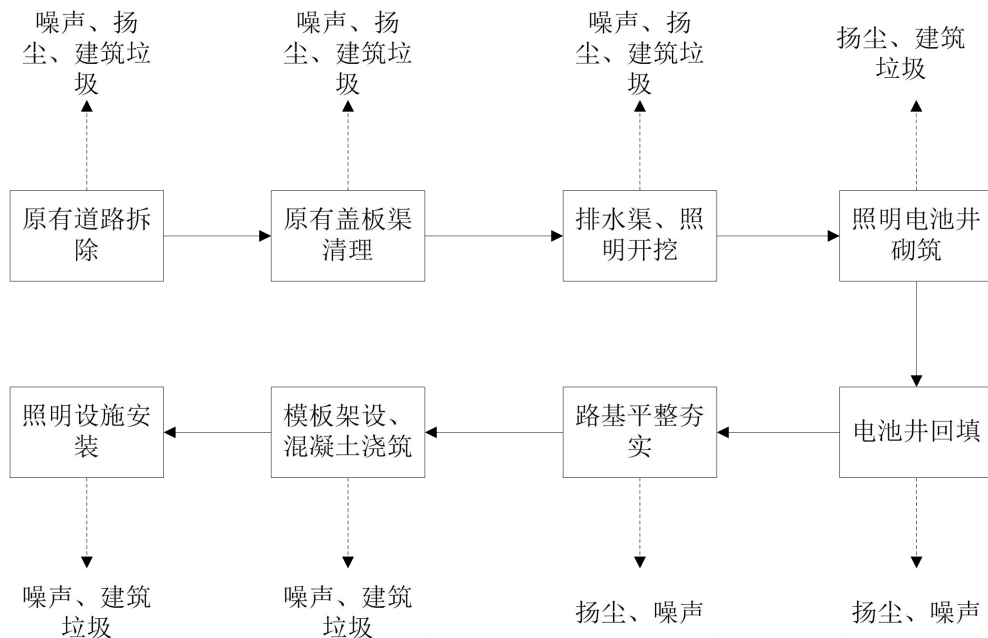 噪声、扬
尘、建筑垃
圾
噪声、扬
尘、建筑垃
圾
噪声、扬
尘、建筑垃
圾
扬尘、建筑
垃圾
原有道路拆
除
原有盖板渠
清理
排水渠、照
明开挖
照明电池井
砌筑
照明设施安
装
模板架设、
混凝土浇筑
路基平整夯
实
电池井回填
噪声、建筑
垃圾
噪声、建筑
垃圾
扬尘、噪声
扬尘、噪声